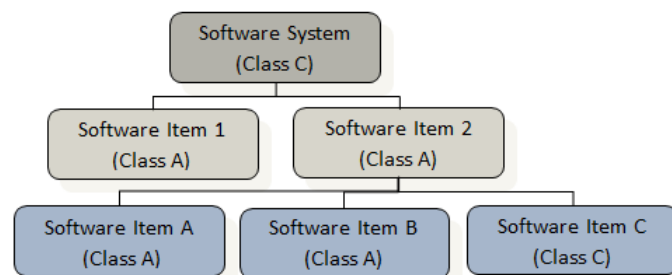 Software System
(Class C)
Software Item 1
(Class A)
Software Item 2
(Class A)
Software Item A
(Class A)
Software Item B
(Class A)
Software Item C
(Class C)